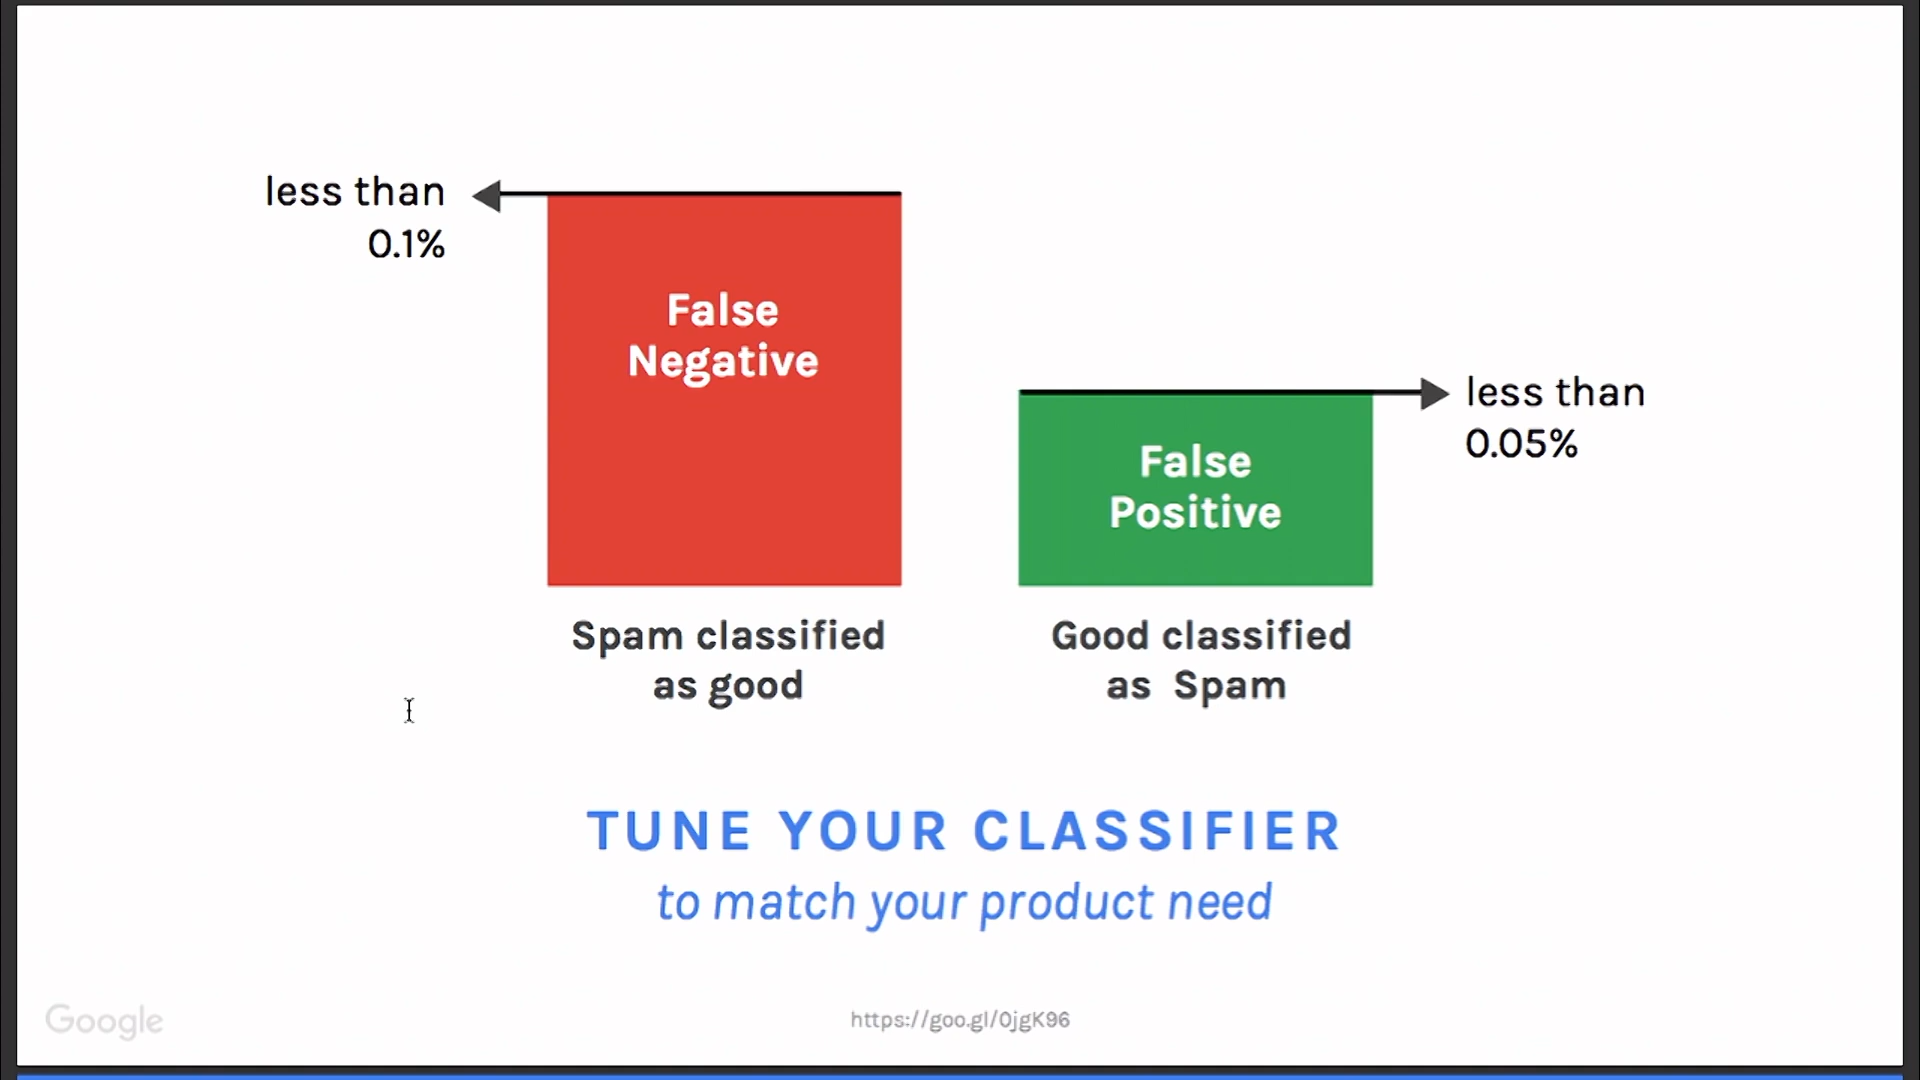 less than
0.1%
False
Negative
less than
0.05%
False
Positive
Spam classified
as good
Good classified
as Spam
TUNE YOUR CLASSIFIER
to match your product need
Google
https://goo.gl/0jgK96